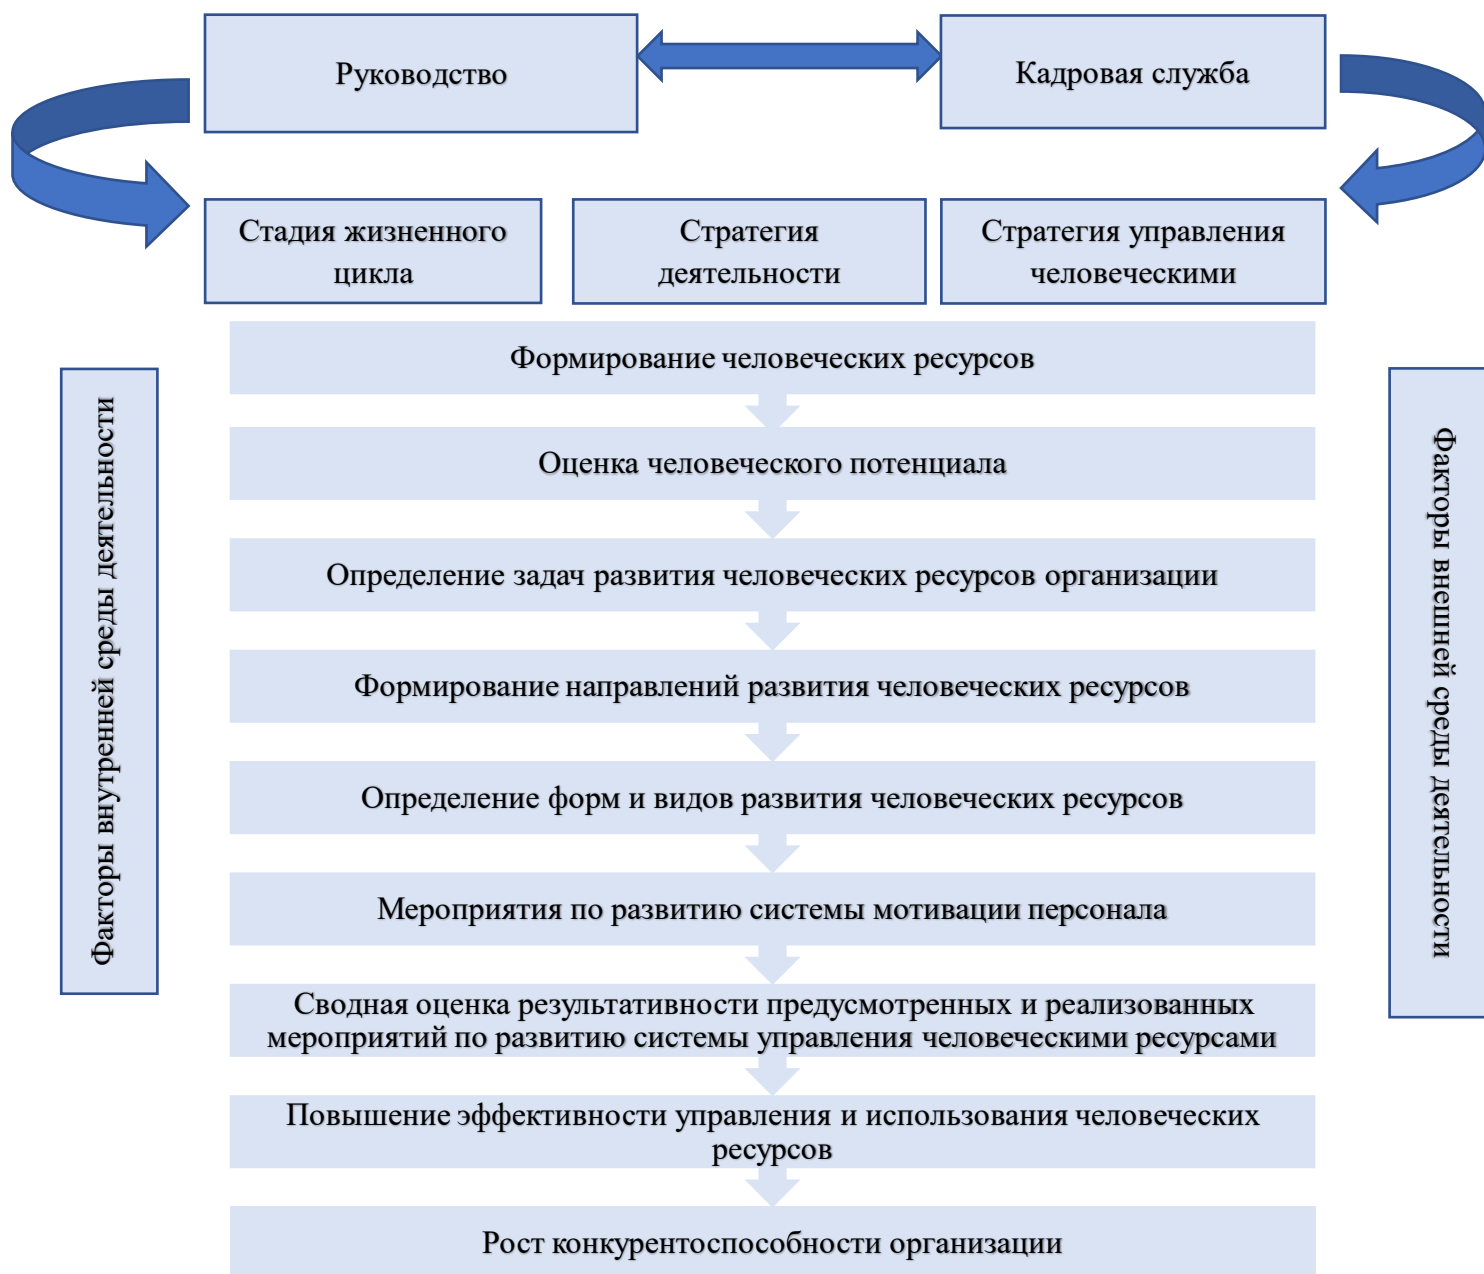 Руководство
Кадровая служба
Стадия жизненного
цикла
Стратегия
деятельности
Стратегия управления
человеческими
Факторы внутренней среды деятельности
Формирование человеческих ресурсов
Оценка человеческого потенциала
Определение задач развития человеческих ресурсов организации
Формирование направлений развития человеческих ресурсов
Определение форм и видов развития человеческих ресурсов
Мероприятия по развитию системы мотивации персонала
Сводная оценка результативности предусмотренных и реализованных
мероприятий по развитию системы управления человеческими ресурсами
Повышение эффективности управления и использования человеческих
ресурсов
Рост конкурентоспособности организации
Факторы внешней среды деятельности